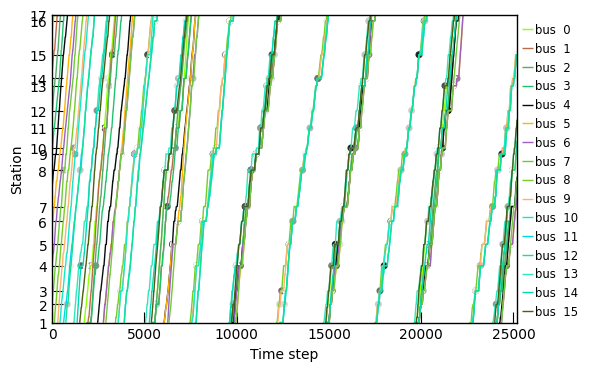 17
16
15
14
13
12
11
10
9
8
7
6
5
4
3
2
1
Station
0 5000 10000 15000 20000 25000
Time step
bus 0
bus 1
bus 2
bus 3
bus 4
bus 5
bus 6
bus 7
bus 8
bus 9
bus 10
bus 11
bus 12
bus 13
bus 14
bus 15